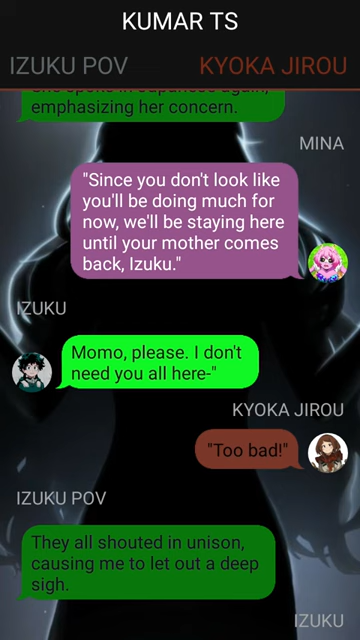 KUMAR TS
IZUKU POV
KYOKA JIROU
emphasizing her concern.
MINA
"Since you don't look like
you'll be doing much for
now, we'll be staying here
until your mother comes
back, Izuku."
IZUKU
Momo, please. I don't
need you all here-"
KYOKA JIROU
"Too bad!"
IZUKU POV
They all shouted in unison,
causing me to let out a deep
sigh.
IZUKU